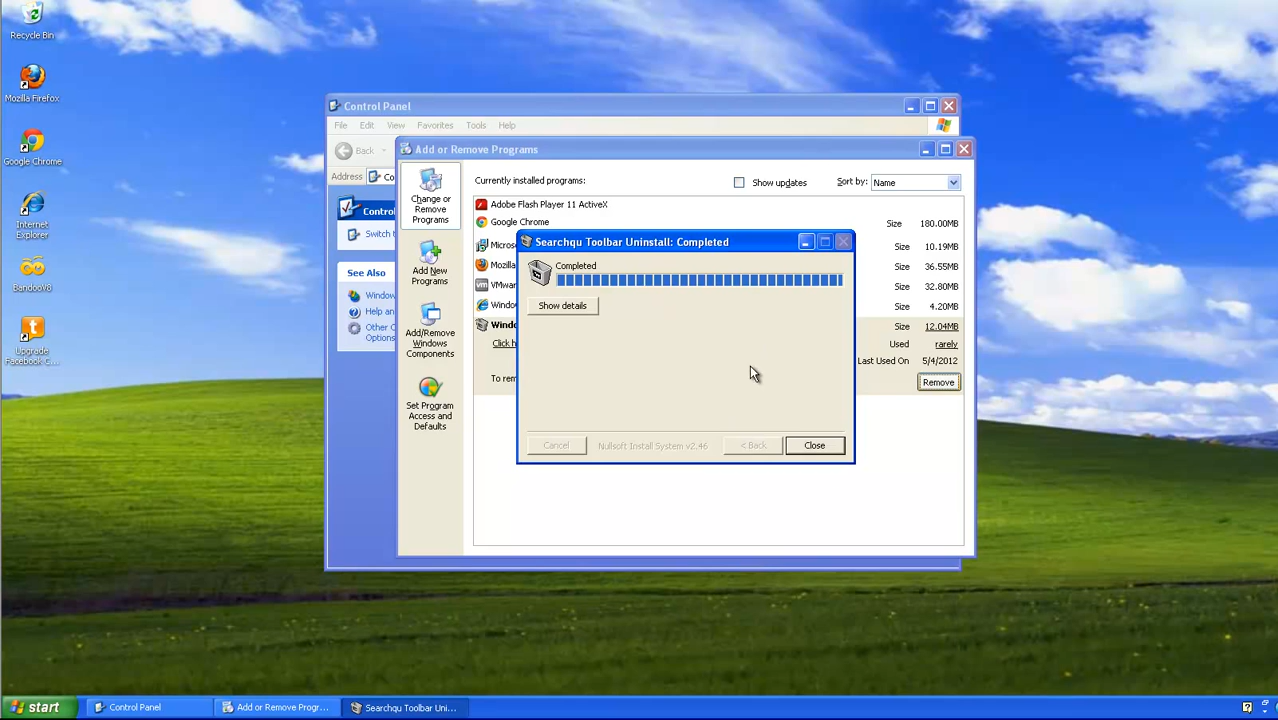 Recycle Bin
Mozilla Firefox
Google Chrome
Internet
Explorer
BandooV8
Upgrade
Facebook C...
Control Panel
File Edit View Favorites Tools Help
Back
Address Co
Control
Switch t
See Also
Window
Help an
Other C
Options
Add or Remove Programs
Change or
Remove
Programs
Add New
Programs
Add/Remove
Windows
Components
Set Program
Access and
Defaults
Currently installed programs:
Show updates
Sort by: Name
Adobe Flash Player 11 ActiveX
Google Chrome Size 180.00MB
Micros Size 10.19MB
Mozilla Size 36.55MB
VMwar Size 32.80MB
Windo Size 4.20MB
Windo Size 12.04MB
Click h Used rarely
Last Used On 5/4/2012
To rem Remove
Searchqu Toolbar Uninstall: Completed
Completed
Show details
Cancel Nullsoft Install System v2.46 < Back Close
start Control Panel Add or Remove Progr... Searchqu Toolbar Uni...